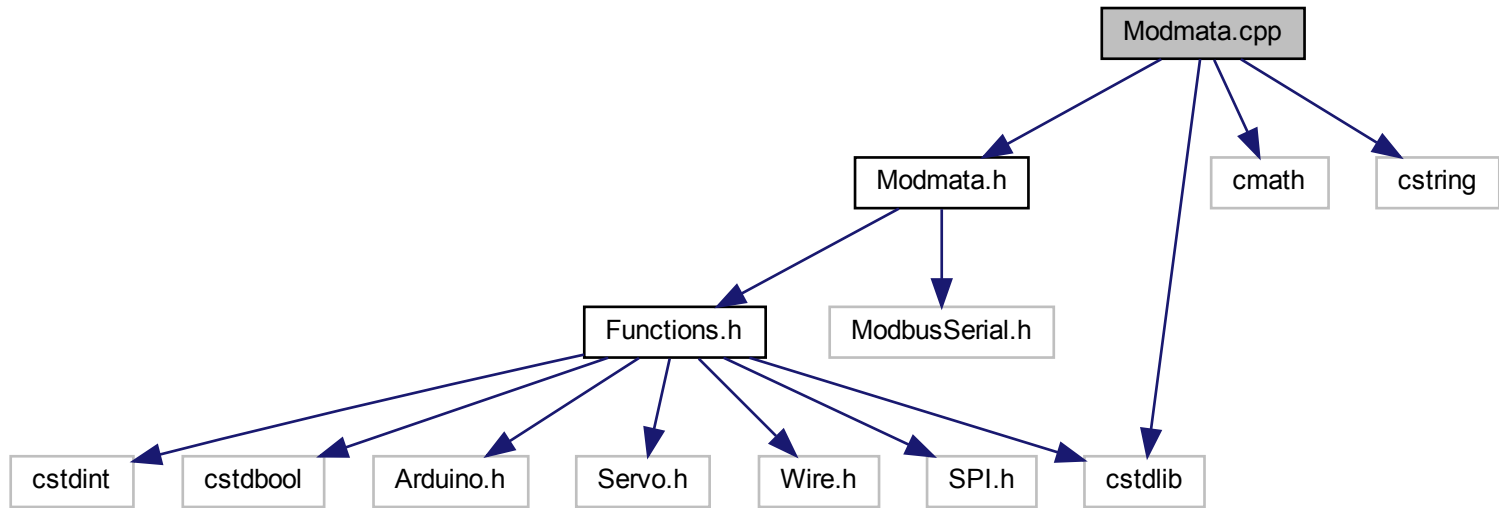 Modmata.cpp
Modmata.h
cmath
cstring
Functions.h
ModbusSerial.h
cstdint
cstdbool
Arduino.h
Servo.h
Wire.h
SPI.h
cstdlib